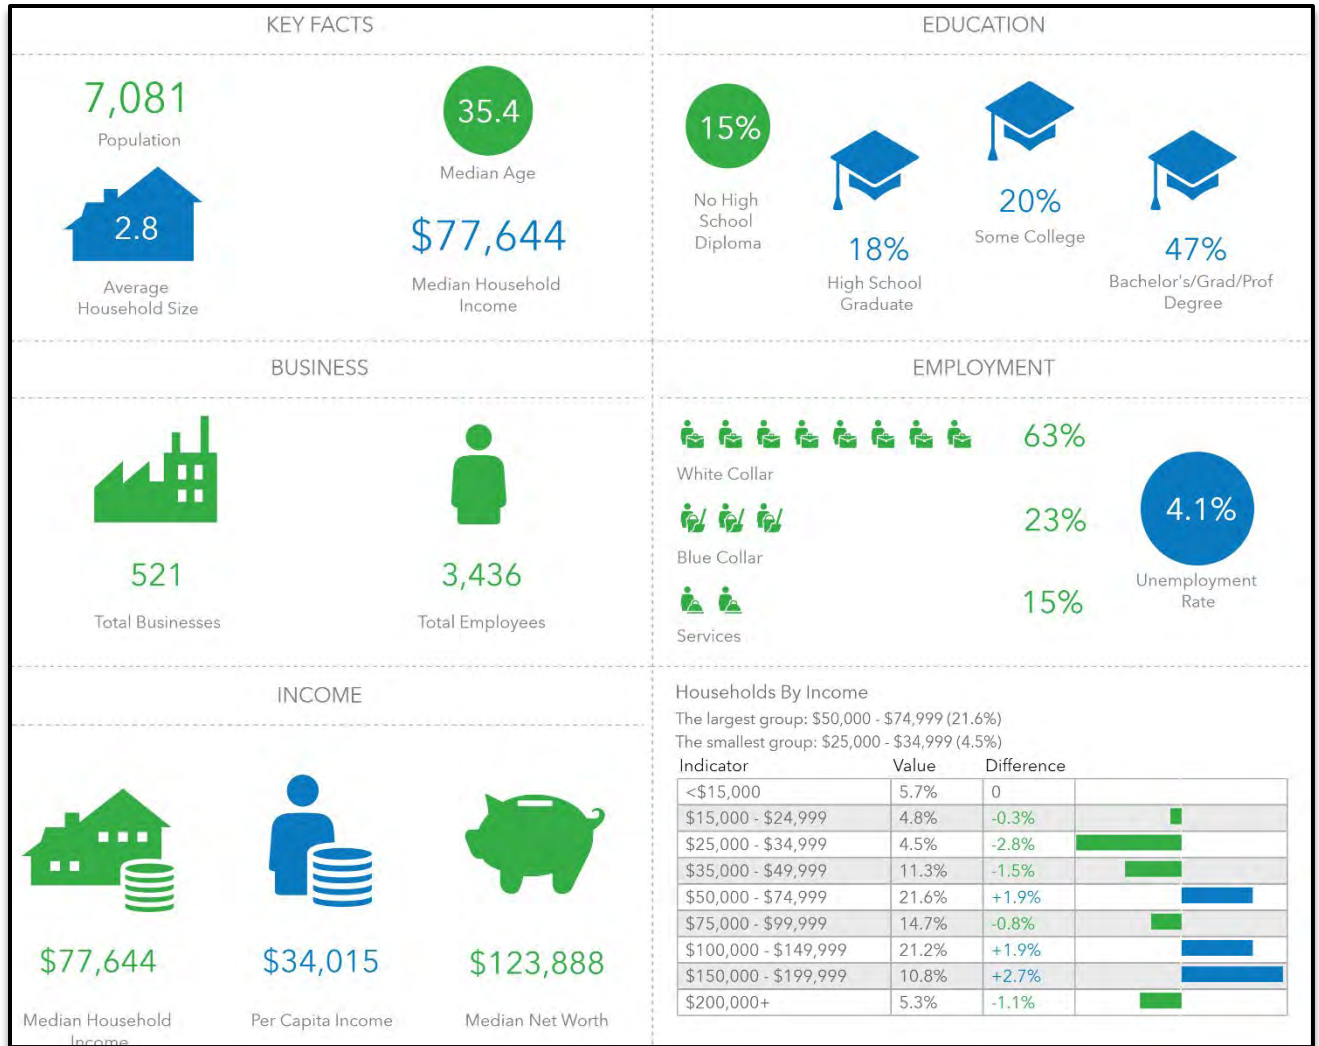 KEY FACTS
7,081
Population
35.4
Median Age
2.8
Average
Household Size
$77,644
Median Household
Income
EDUCATION
15%
No High
School
Diploma
18%
High School
Graduate
20%
Some College
47%
Bachelor's/Grad/Prof
Degree
BUSINESS
521
Total Businesses
3,436
Total Employees
EMPLOYMENT
63%
White Collar
23%
Blue Collar
15%
Services
4.1%
Unemployment
Rate
INCOME
$77,644
Median Household
Income
$34,015
Per Capita Income
$123,888
Median Net Worth
Households By Income
The largest group: $50,000 - $74,999 (21.6%)
The smallest group: $25,000 - $34,999 (4.5%)
Indicator Value Difference
<$15,000 5.7% 0
$15,000 - $24,999 4.8% -0.3%
$25,000 - $34,999 4.5% -2.8%
$35,000 - $49,999 11.3% -1.5%
$50,000 - $74,999 21.6% +1.9%
$75,000 - $99,999 14.7% -0.8%
$100,000 - $149,999 21.2% +1.9%
$150,000 - $199,999 10.8% +2.7%
$200,000+ 5.3% -1.1%